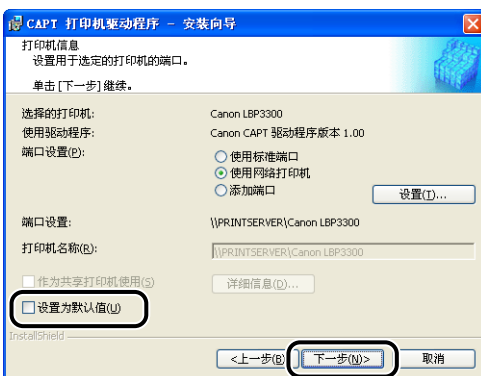 CAPT 打印机驱动程序 - 安装向导
打印机信息
设置用于选定的打印机的端口。
单击[下一步]继续。
选择的打印机: Canon LBP3300
使用驱动程序: Canon CAPT 驱动程序版本 1.00
端口设置(P): 使用标准端口
使用网络打印机
添加端口 设置(T)...
端口设置: \\PRINTSERVER\Canon LBP3300
打印机名称(R): \\PRINTSERVER\Canon LBP3300
作为共享打印机使用(S) 详细信息(D)...
设置为默认值(U)
InstallShield
<上一步(B) 下一步(N)> 取消